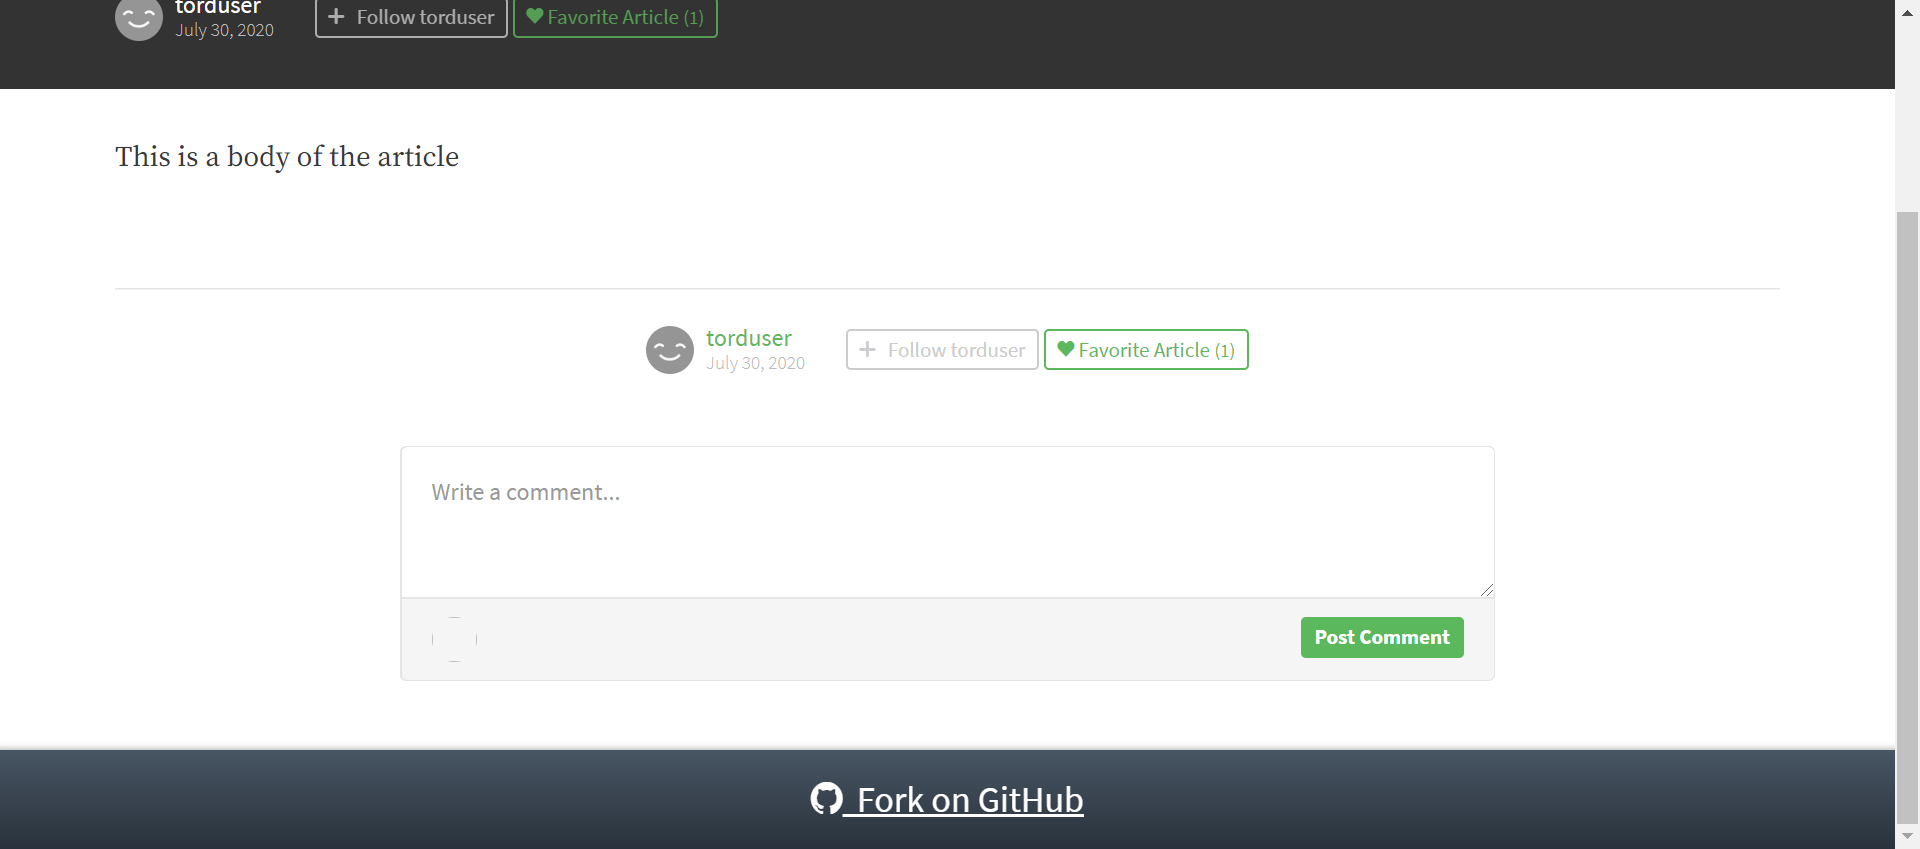 torduser
July 30, 2020
Follow torduser
Favorite Article (1)
This is a body of the article
torduser
July 30, 2020
Follow torduser
Favorite Article (1)
Write a comment...
Post Comment
Fork on GitHub